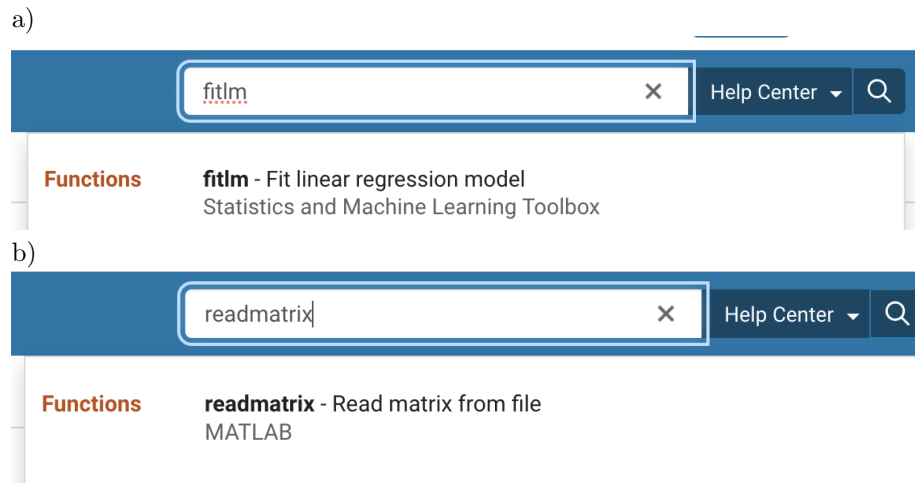 a)
fitlm Help Center
Functions fitlm - Fit linear regression model
Statistics and Machine Learning Toolbox
b)
readmatrix Help Center
Functions readmatrix - Read matrix from file
MATLAB